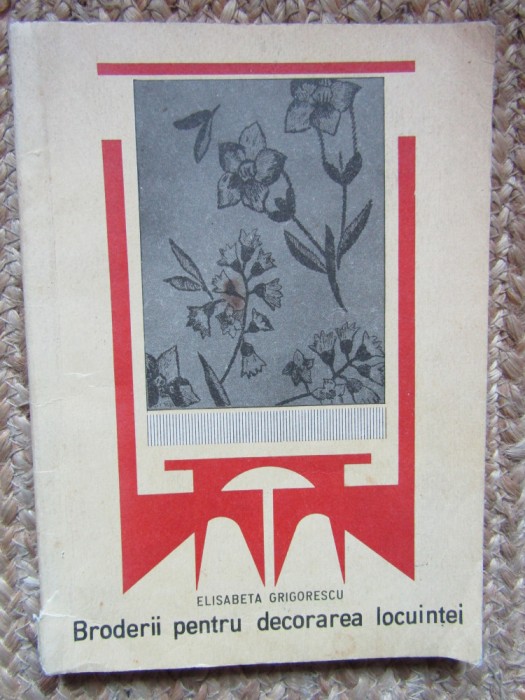 ELISABETA GRIGORESCU
Broderii pentru decorarea locuinței